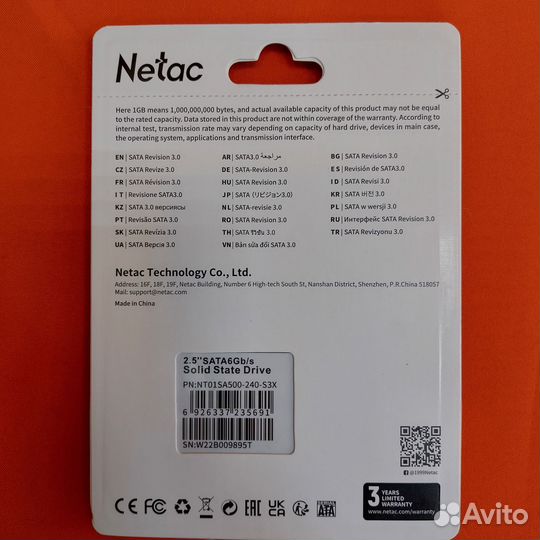 Netac
Here 1GB means 1,000,000,000 bytes, and actual available capacity of this product may not be equal
to the rated capacity. Data stored in this product are not within coverage of the warranty. According to
internal test, transmission rate may vary depending on capacity of hard drive, devices in main case,
the operating system, applications and transmission interface.
EN | SATA Revision 3.0
AR | SATA3.0 مراجعة
BG | SATA Revision 3.0
CZ | SATA Revize 3.0
DE | SATA-Revision 3.0
ES | Revisión de SATA3.0
FR | SATA Révision 3.0
HU | SATA Revision 3.0
ID | SATA Revisi 3.0
IT | Revisione SATA3.0
JP | SATA (リビジョン3.0)
KR | SATA 버전 3.0
KZ | SATA 3.0 версиясы
NL | SATA-revisie 3.0
PL | SATA w wersji 3.0
PT | Revisão SATA 3.0
RO | SATA Revision 3.0
RU | Интерфейс SATA Revision 3.0
SK | SATA Revízia 3.0
TH | SATA รีวิชัน 3.0
TR | SATA Revizyonu 3.0
UA | SATA Версія 3.0
VN | Bản sửa đổi SATA 3.0
Netac Technology Co., Ltd.
Address: 16F, 18F, 19F, Netac Building, Number 6 High-tech South St, Nanshan District, Shenzhen, P.R.China 518057
Mail: support@netac.com
Made in China
2.5''SATA6Gb/s
Solid State Drive
PN:NT01SA500-240-S3X
6 926337 235691
SN:W22B009895T
@1999Netac
CE FC EAC UK CA SERIAL ATA
3 YEARS LIMITED WARRANTY
www.netac.com/warranty
Avito